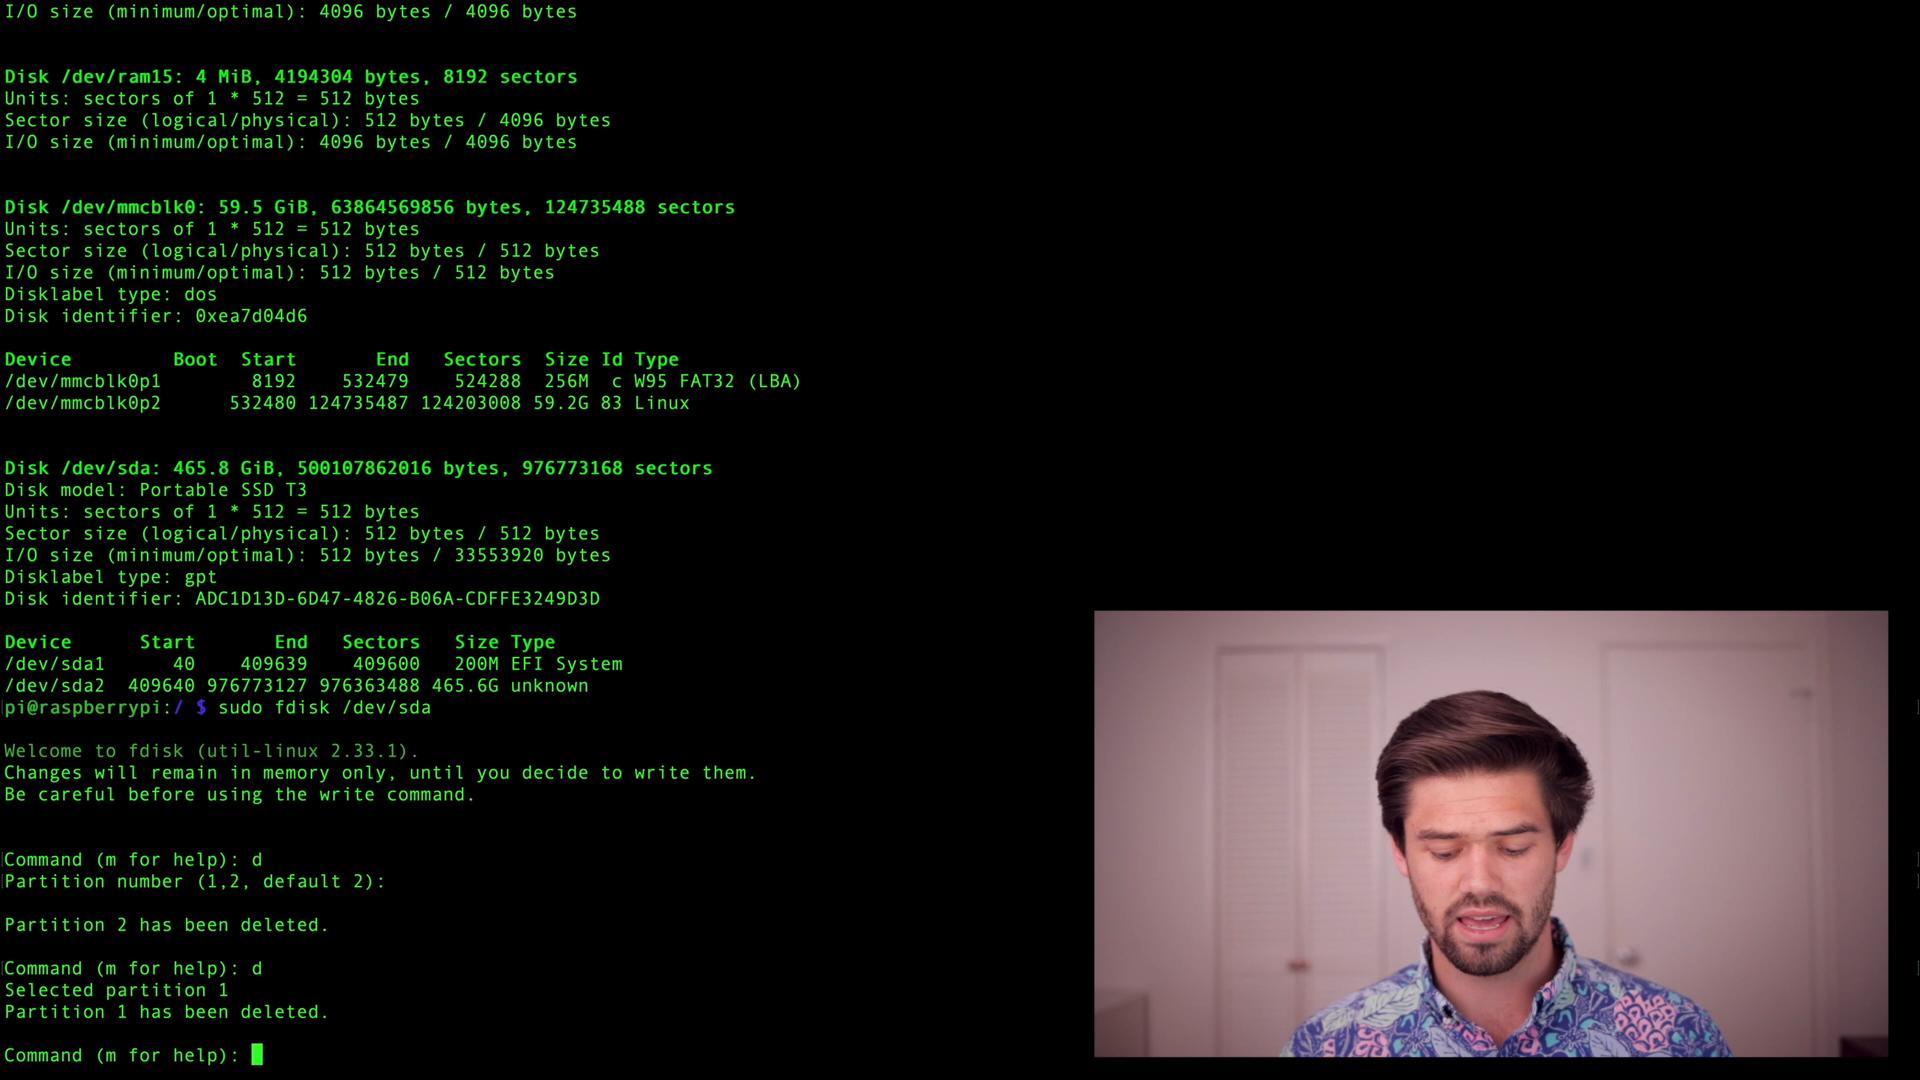 I/O size (minimum/optimal): 4096 bytes / 4096 bytes
Disk /dev/ram15: 4 MiB, 4194304 bytes, 8192 sectors
Units: sectors of 1 * 512 = 512 bytes
Sector size (logical/physical): 512 bytes / 4096 bytes
I/O size (minimum/optimal): 4096 bytes / 4096 bytes
Disk /dev/mmcblk0: 59.5 GiB, 63864569856 bytes, 124735488 sectors
Units: sectors of 1 * 512 = 512 bytes
Sector size (logical/physical): 512 bytes / 512 bytes
I/O size (minimum/optimal): 512 bytes / 512 bytes
Disklabel type: dos
Disk identifier: 0xea7d04d6
Device Boot Start End Sectors Size Id Type
/dev/mmcblk0p1 8192 532479 524288 256M c W95 FAT32 (LBA)
/dev/mmcblk0p2 532480 124735487 124203008 59.2G 83 Linux
Disk /dev/sda: 465.8 GiB, 500107862016 bytes, 976773168 sectors
Disk model: Portable SSD T3
Units: sectors of 1 * 512 = 512 bytes
Sector size (logical/physical): 512 bytes / 512 bytes
I/O size (minimum/optimal): 512 bytes / 33553920 bytes
Disklabel type: gpt
Disk identifier: ADC1D13D-6D47-4826-B06A-CDFFE3249D3D
Device Start End Sectors Size Type
/dev/sda1 40 409639 409600 200M EFI System
/dev/sda2 409640 976773127 976363488 465.6G unknown
pi@raspberrypi:/ $ sudo fdisk /dev/sda
Welcome to fdisk (util-linux 2.33.1).
Changes will remain in memory only, until you decide to write them.
Be careful before using the write command.
Command (m for help): d
Partition number (1,2, default 2):
Partition 2 has been deleted.
Command (m for help): d
Selected partition 1
Partition 1 has been deleted.
Command (m for help):